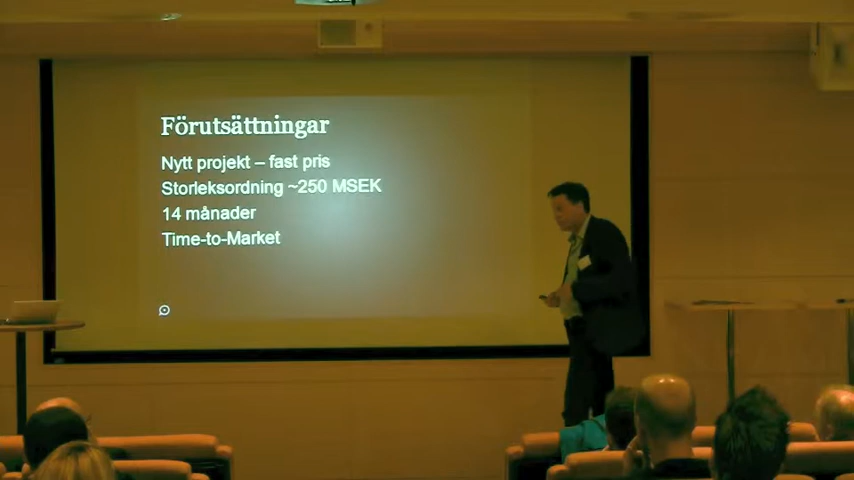 Förutsättningar
Nytt projekt – fast pris
Storleksordning ~250 MSEK
14 månader
Time-to-Market